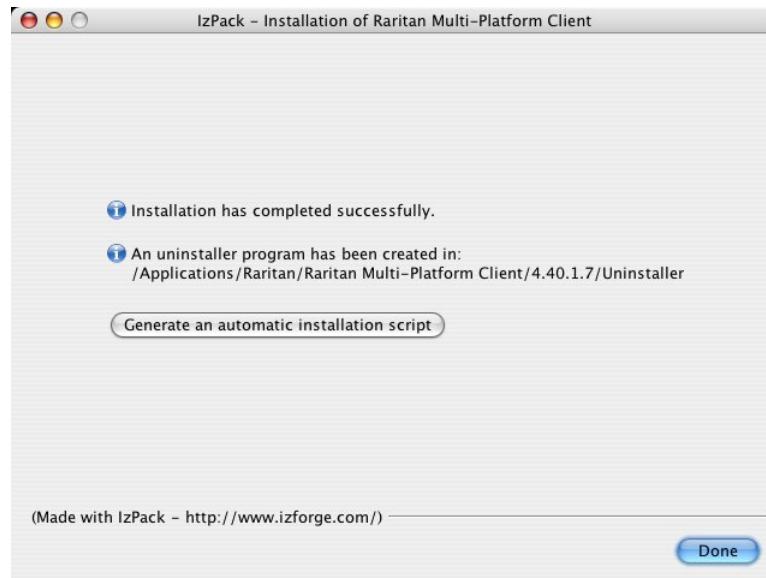 IzPack – Installation of Raritan Multi–Platform Client
Installation has completed successfully.
An uninstaller program has been created in:
/Applications/Raritan/Raritan Multi–Platform Client/4.40.1.7/Uninstaller
Generate an automatic installation script
(Made with IzPack – http://www.izforge.com/)
Done